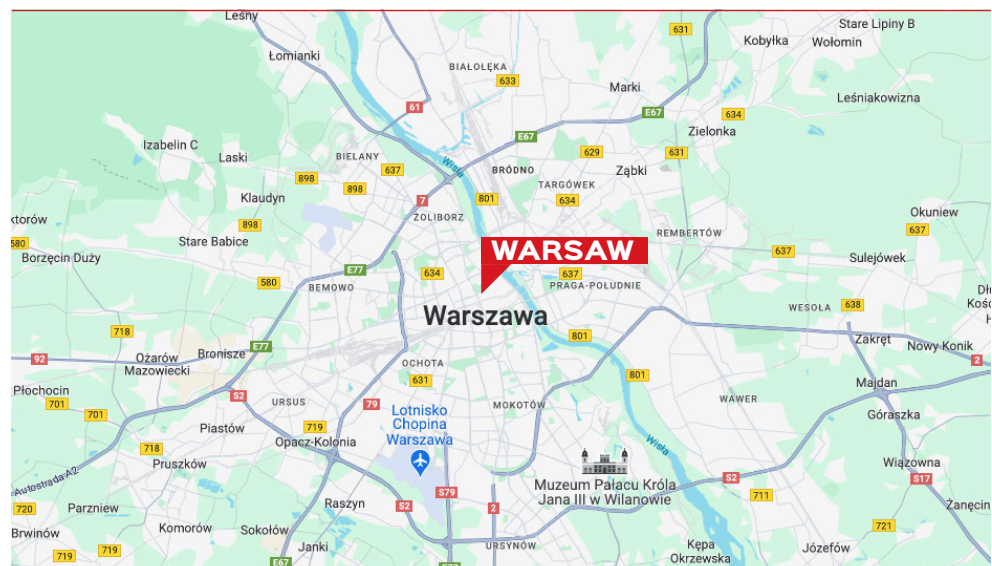 Leśny
Stare Lipiny B
631
Kobyłka
Wołomin
Łomianki
BIAŁOŁĘKA
633
Marki
Leśniakowizna
61
E67
634
E67
Zielonka
Izabelin C
Laski
BIELANY
637
Wisła
BRÓDNO
629
631
Ząbki
898
898
TARGÓWEK
Klaudyn
7
801
634
ŻOLIBORZ
Okuniew
ktorów
898
637
580
Stare Babice
REMBERTÓW
WARSAW
637
Borzęcin Duży
E77
634
637
Sulejówek
580
BEMOWO
PRAGA-POŁUDNIE
Warszawa
WESOŁA
638
718
801
Zakręt
Nowy Konik
E77
92
Ożarów
Mazowiecki
Bronisze
OCHOTA
2
631
801
Płochocin
S2
Majdan
701
701
URSUS
79
MOKOTÓW
WAWER
Góraszka
Lotnisko
Chopina
Warszawa
Piastów
719
Opacz-Kolonia
Wisła
718
Pruszków
Wiązowna
Autostrada A2
Muzeum Pałacu Króla
Jana III w Wilanowie
S2
S17
S79
711
Raszyn
S2
2
720
Parzniew
Żanęcin
Brwinów
Komorów
Sokołów
721
719
719
Janki
URSYNÓW
Kępa
Okrzewska
Józefów
E67